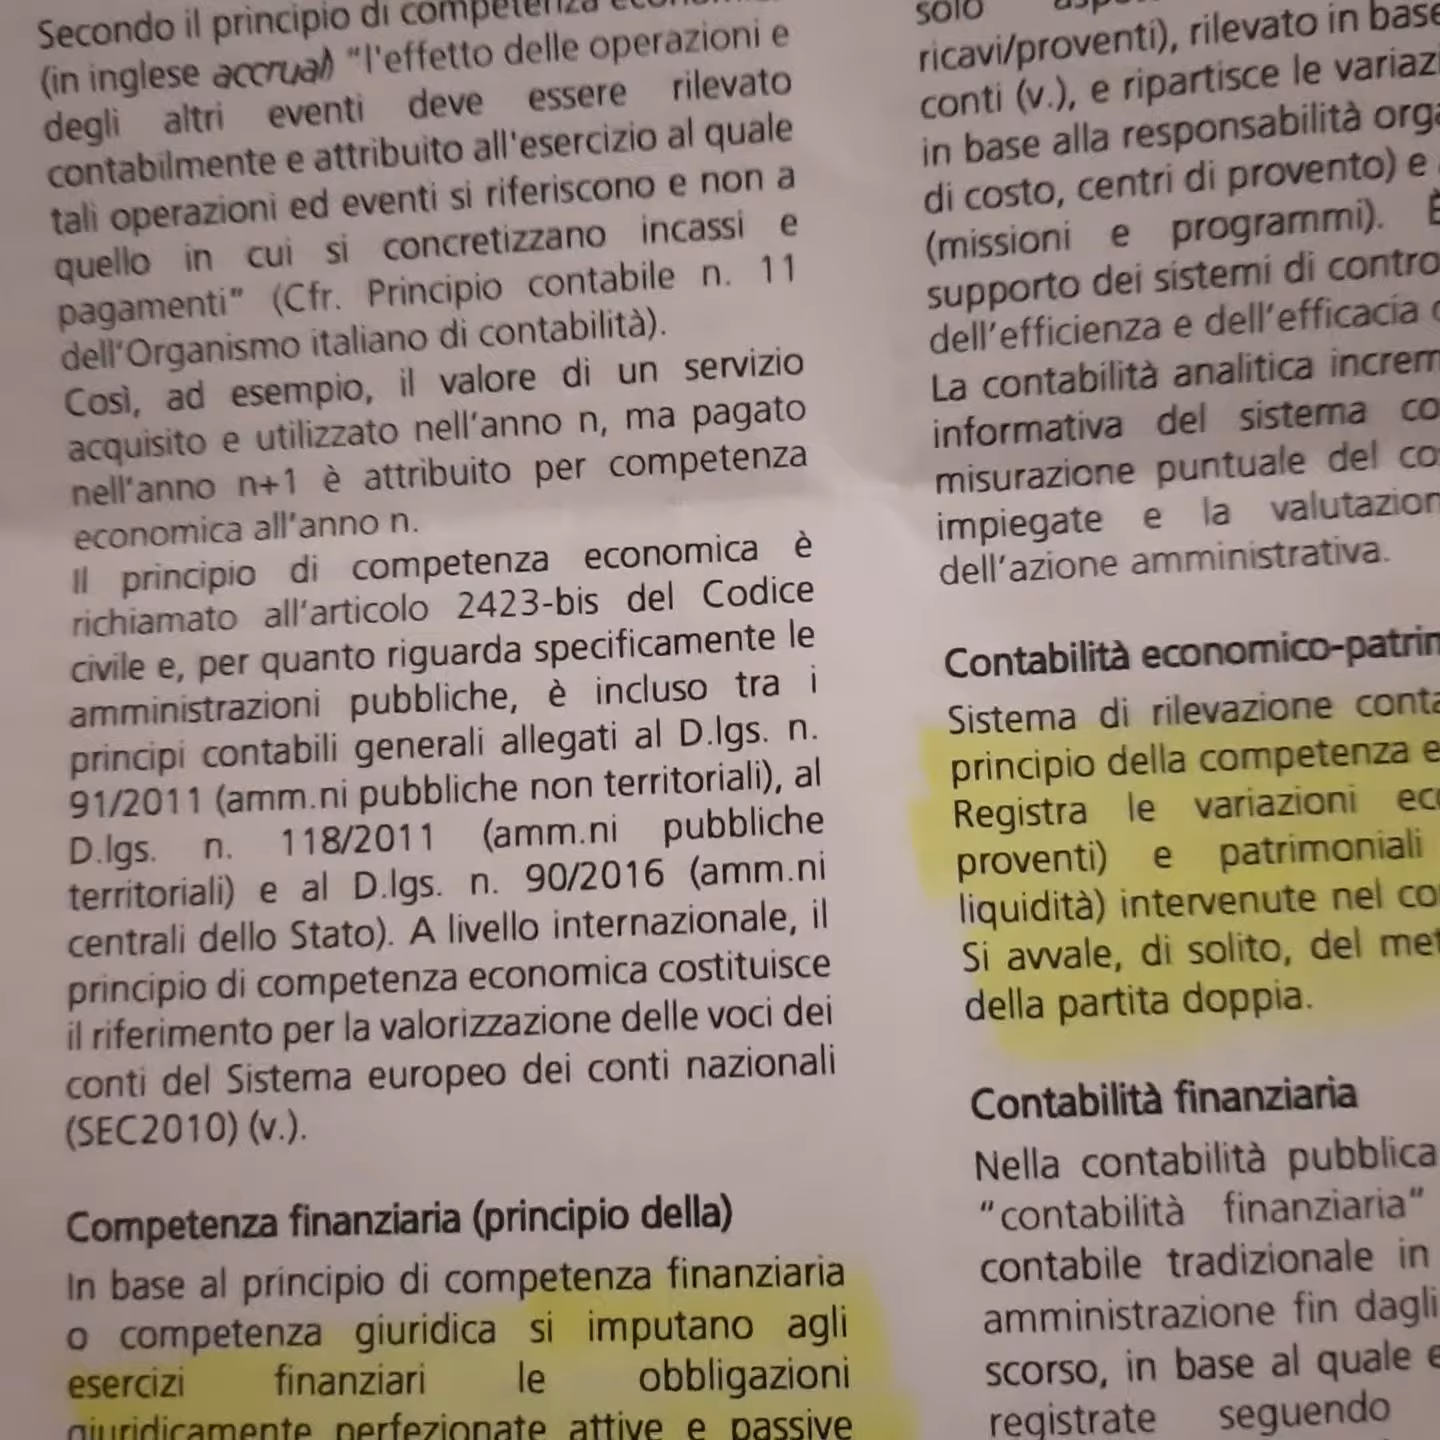 Secondo il principio di competenza
(in inglese accrual) "l'effetto delle operazioni e
degli altri eventi deve essere rilevato
contabilmente e attribuito all'esercizio al quale
tali operazioni ed eventi si riferiscono e non a
quello in cui si concretizzano incassi e
pagamenti" (Cfr. Principio contabile n. 11
dell'Organismo italiano di contabilità).
Così, ad esempio, il valore di un servizio
acquisito e utilizzato nell'anno n, ma pagato
nell'anno n+1 è attribuito per competenza
economica all'anno n.
Il principio di competenza economica è
richiamato all'articolo 2423-bis del Codice
civile e, per quanto riguarda specificamente le
amministrazioni pubbliche, è incluso tra i
principi contabili generali allegati al D.lgs. n.
91/2011 (amm.ni pubbliche non territoriali), al
D.lgs. n. 118/2011 (amm.ni pubbliche
territoriali) e al D.lgs. n. 90/2016 (amm.ni
centrali dello Stato). A livello internazionale, il
principio di competenza economica costituisce
il riferimento per la valorizzazione delle voci dei
conti del Sistema europeo dei conti nazionali
(SEC2010) (v.).
Competenza finanziaria (principio della)
In base al principio di competenza finanziaria
o competenza giuridica si imputano agli
esercizi finanziari le obbligazioni
giuridicamente perfezionate attive e passive
solo
ricavi/proventi), rilevato in base
conti (v.), e ripartisce le variaz
in base alla responsabilità org
di costo, centri di provento) e
(missioni e programmi). È
supporto dei sistemi di contro
dell'efficienza e dell'efficacia
La contabilità analitica increm
informativa del sistema co
misurazione puntuale del co
impiegate e la valutazion
dell'azione amministrativa.
Contabilità economico-patrim
Sistema di rilevazione conta
principio della competenza e
Registra le variazioni eco
proventi) e patrimoniali
liquidità) intervenute nel co
Si avvale, di solito, del met
della partita doppia.
Contabilità finanziaria
Nella contabilità pubblica
"contabilità finanziaria"
contabile tradizionale in
amministrazione fin dagli
scorso, in base al quale e
registrate seguendo